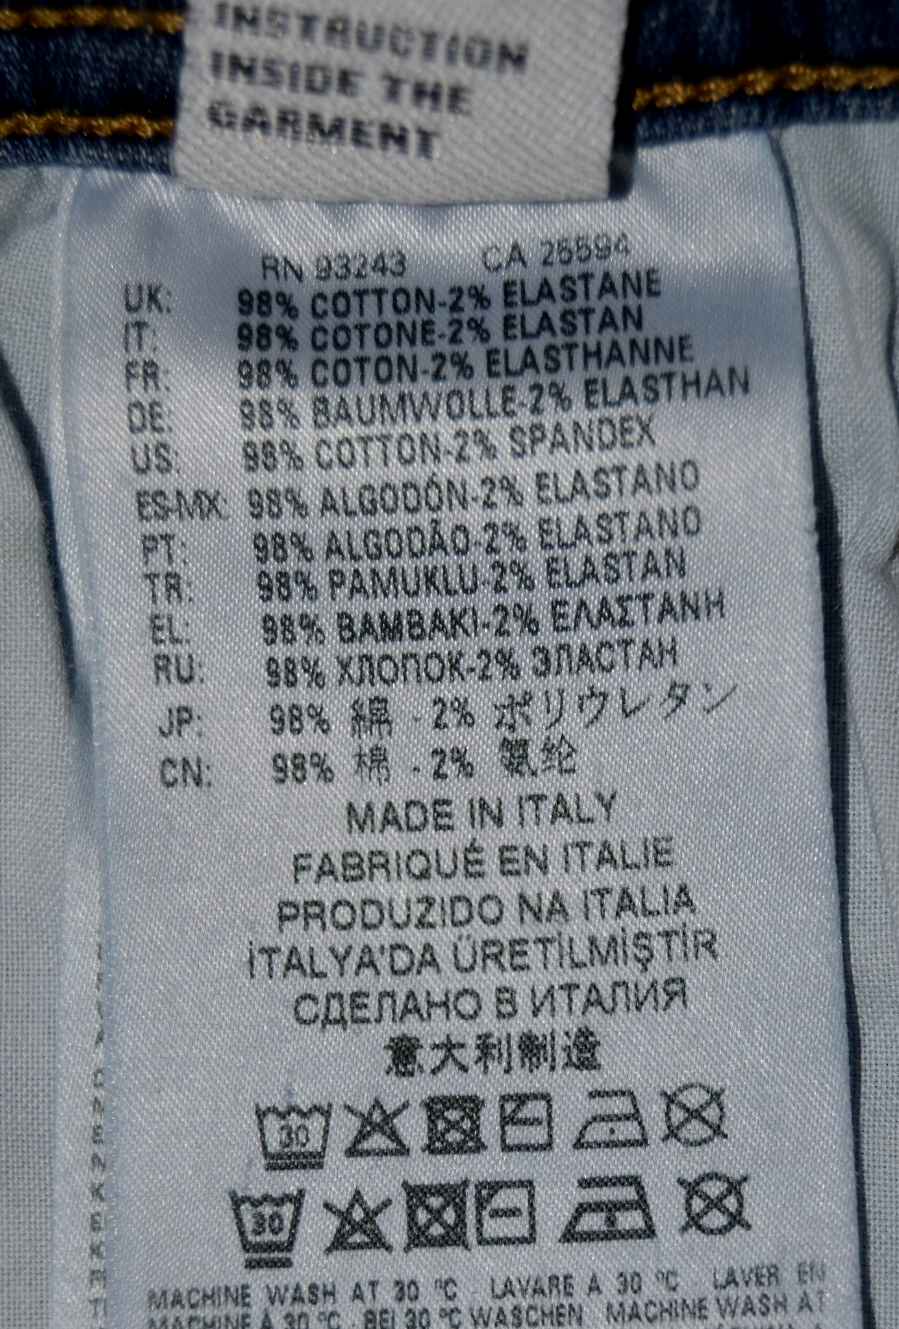 INSTRUCTION
INSIDE THE
GARMENT
RN 93243 CA 25594
UK: 98% COTTON-2% ELASTANE
IT: 98% COTONE-2% ELASTAN
FR: 98% COTON-2% ELASTHANNE
DE: 98% BAUMWOLLE-2% ELASTHAN
US: 98% COTTON-2% SPANDEX
ES-MX: 98% ALGODÓN-2% ELASTANO
PT: 98% ALGODÃO-2% ELASTANO
TR: 98% PAMUKLU-2% ELASTAN
EL: 98% BAMBAKI-2% ΕΛΑΣΤΑΝΗ
RU: 98% ХЛОПОК-2% ЭЛАСТАН
JP: 98% 綿 - 2% ポリウレタン
CN: 98% 棉 - 2% 氨纶
MADE IN ITALY
FABRIQUÉ EN ITALIE
PRODUZIDO NA ITALIA
İTALYA'DA ÜRETİLMİŞTİR
СДЕЛАНО В ИТАЛИЯ
意大利制造
30
30
MACHINE WASH AT 30 °C LAVARE A 30 °C LAVER EN
MACHINE À 30 °C BEI 30 °C WASCHEN MACHINE WASH AT